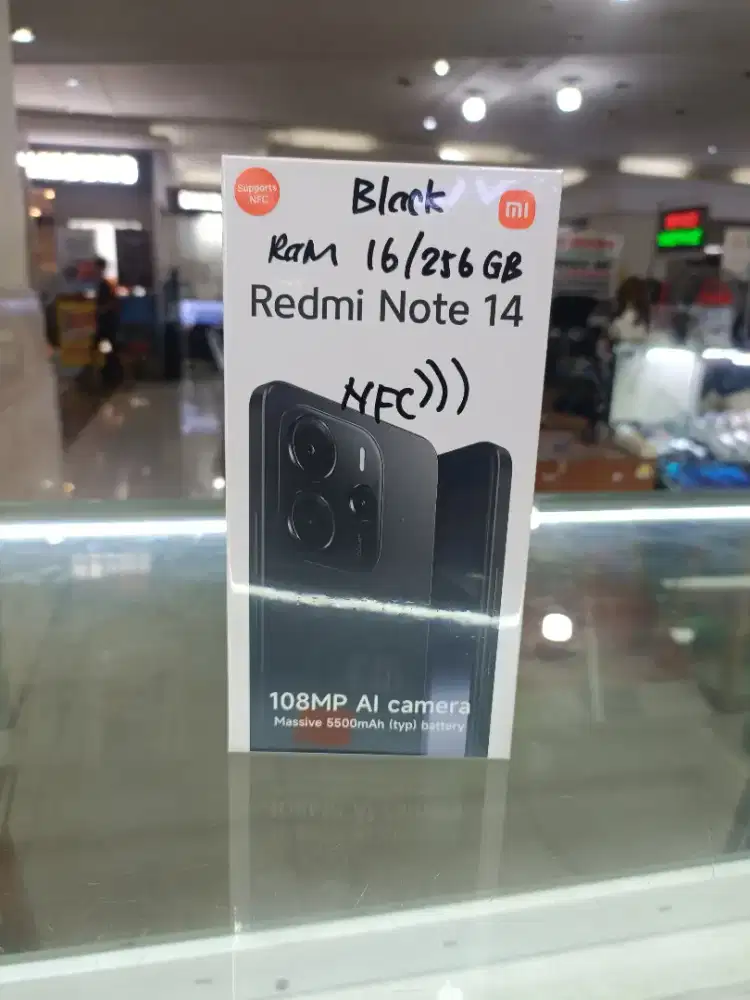 Supports
NFC
Black
mi
RAM 16/256 GB
Redmi Note 14
NFC
108MP AI camera
Massive 5500mAh (typ) battery